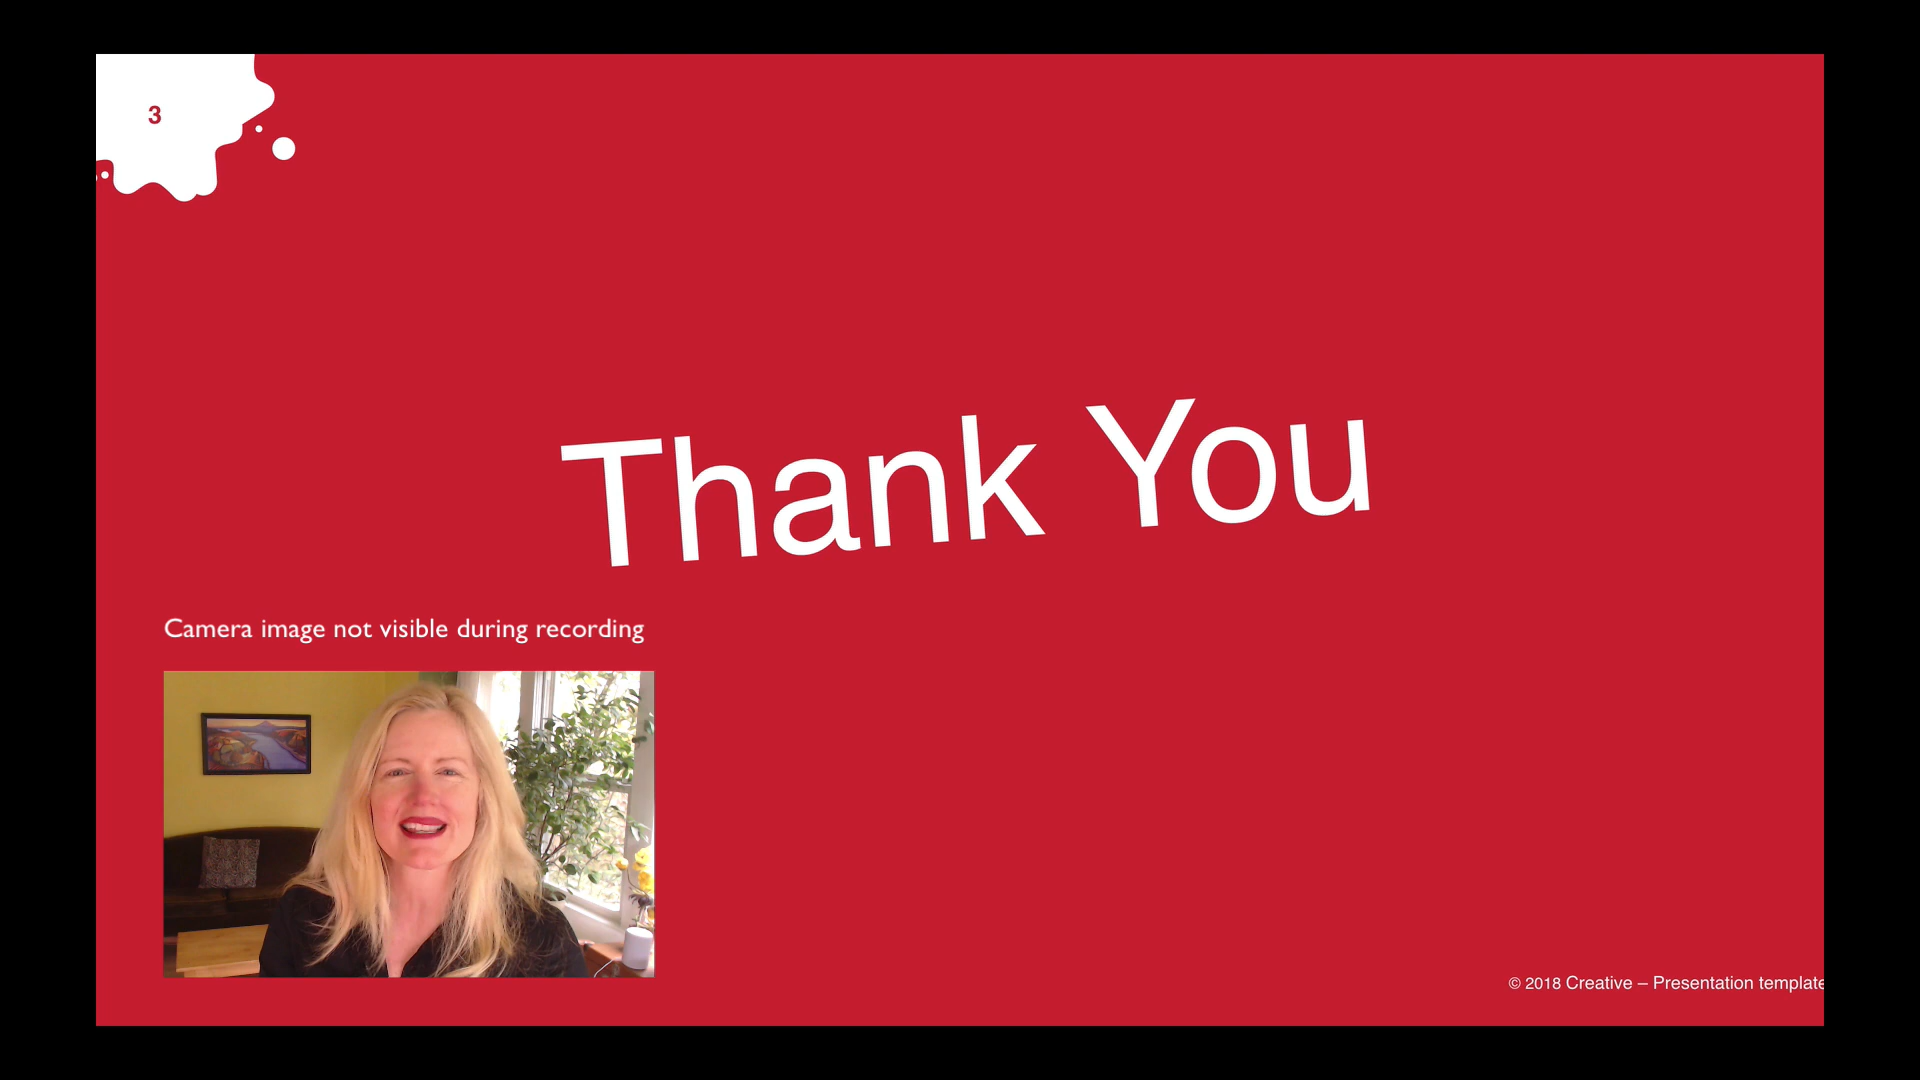 3
Thank You
Camera image not visible during recording
© 2018 Creative – Presentation template